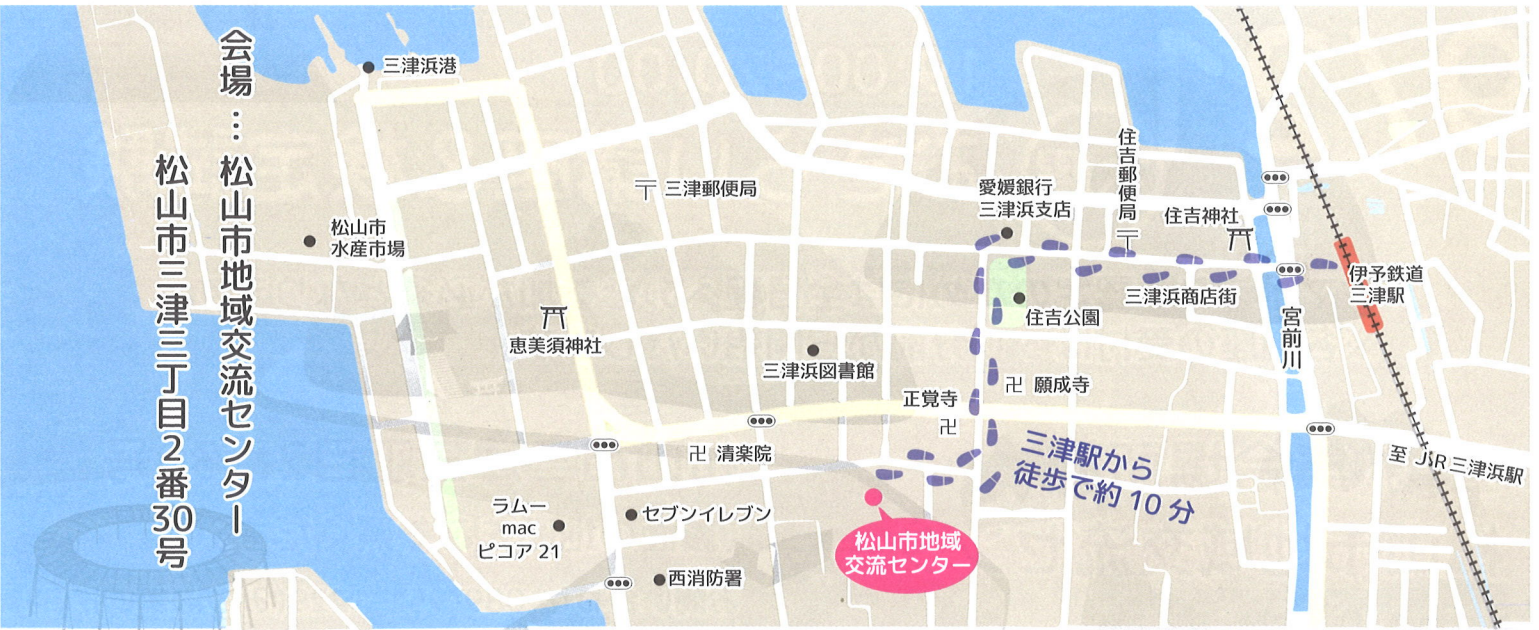 会場…松山市地域交流センター
松山市三津三丁目2番30号
三津浜港
松山市
水産市場
〒 三津郵便局
愛媛銀行
三津浜支店
住吉郵便局
〒
住吉神社
伊予鉄道
三津駅
三津浜商店街
住吉公園
宮前川
恵美須神社
三津浜図書館
正覚寺
卍
卍 願成寺
卍 清楽院
三津駅から
徒歩で約10分
至 JR三津浜駅
ラムー
mac
ピコア21
セブンイレブン
西消防署
松山市地域
交流センター